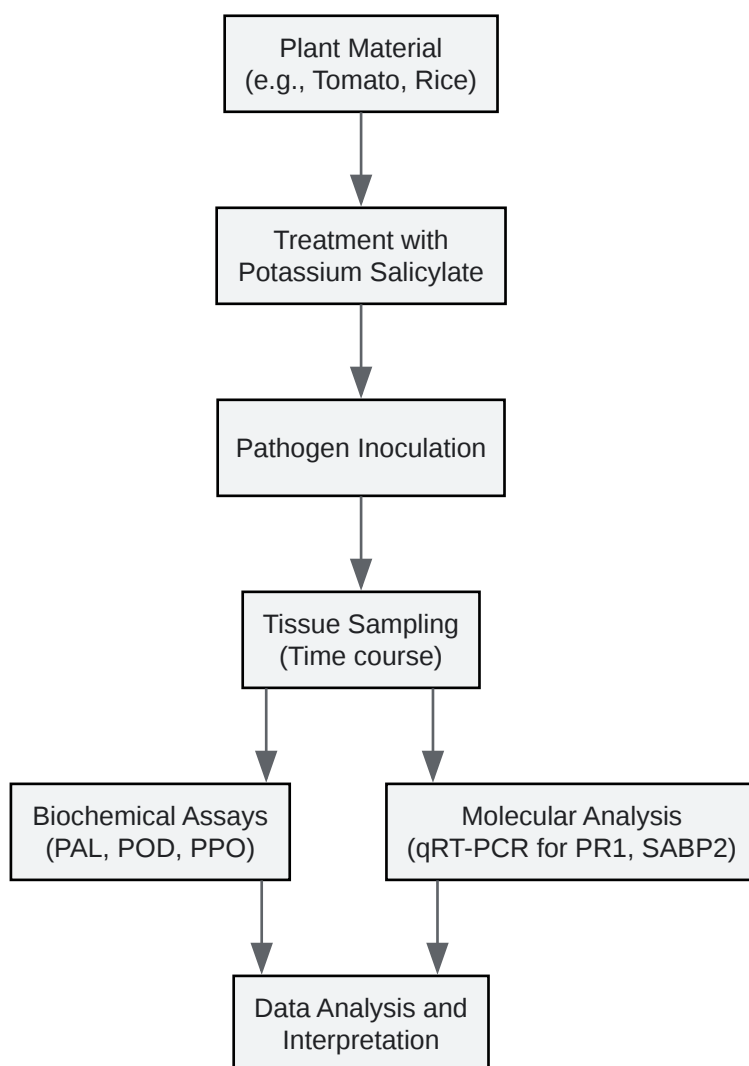 Plant Material
(e.g., Tomato, Rice)
Treatment with
Potassium Salicylate
Pathogen Inoculation
Tissue Sampling
(Time course)
Biochemical Assays
(PAL, POD, PPO)
Molecular Analysis
(qRT-PCR for PR1, SABP2)
Data Analysis and
Interpretation